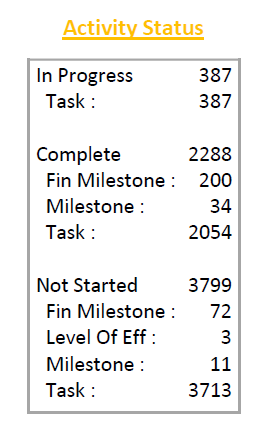 Activity Status
In Progress 387
Task : 387
Complete 2288
Fin Milestone : 200
Milestone : 34
Task : 2054
Not Started 3799
Fin Milestone : 72
Level Of Eff : 3
Milestone : 11
Task : 3713